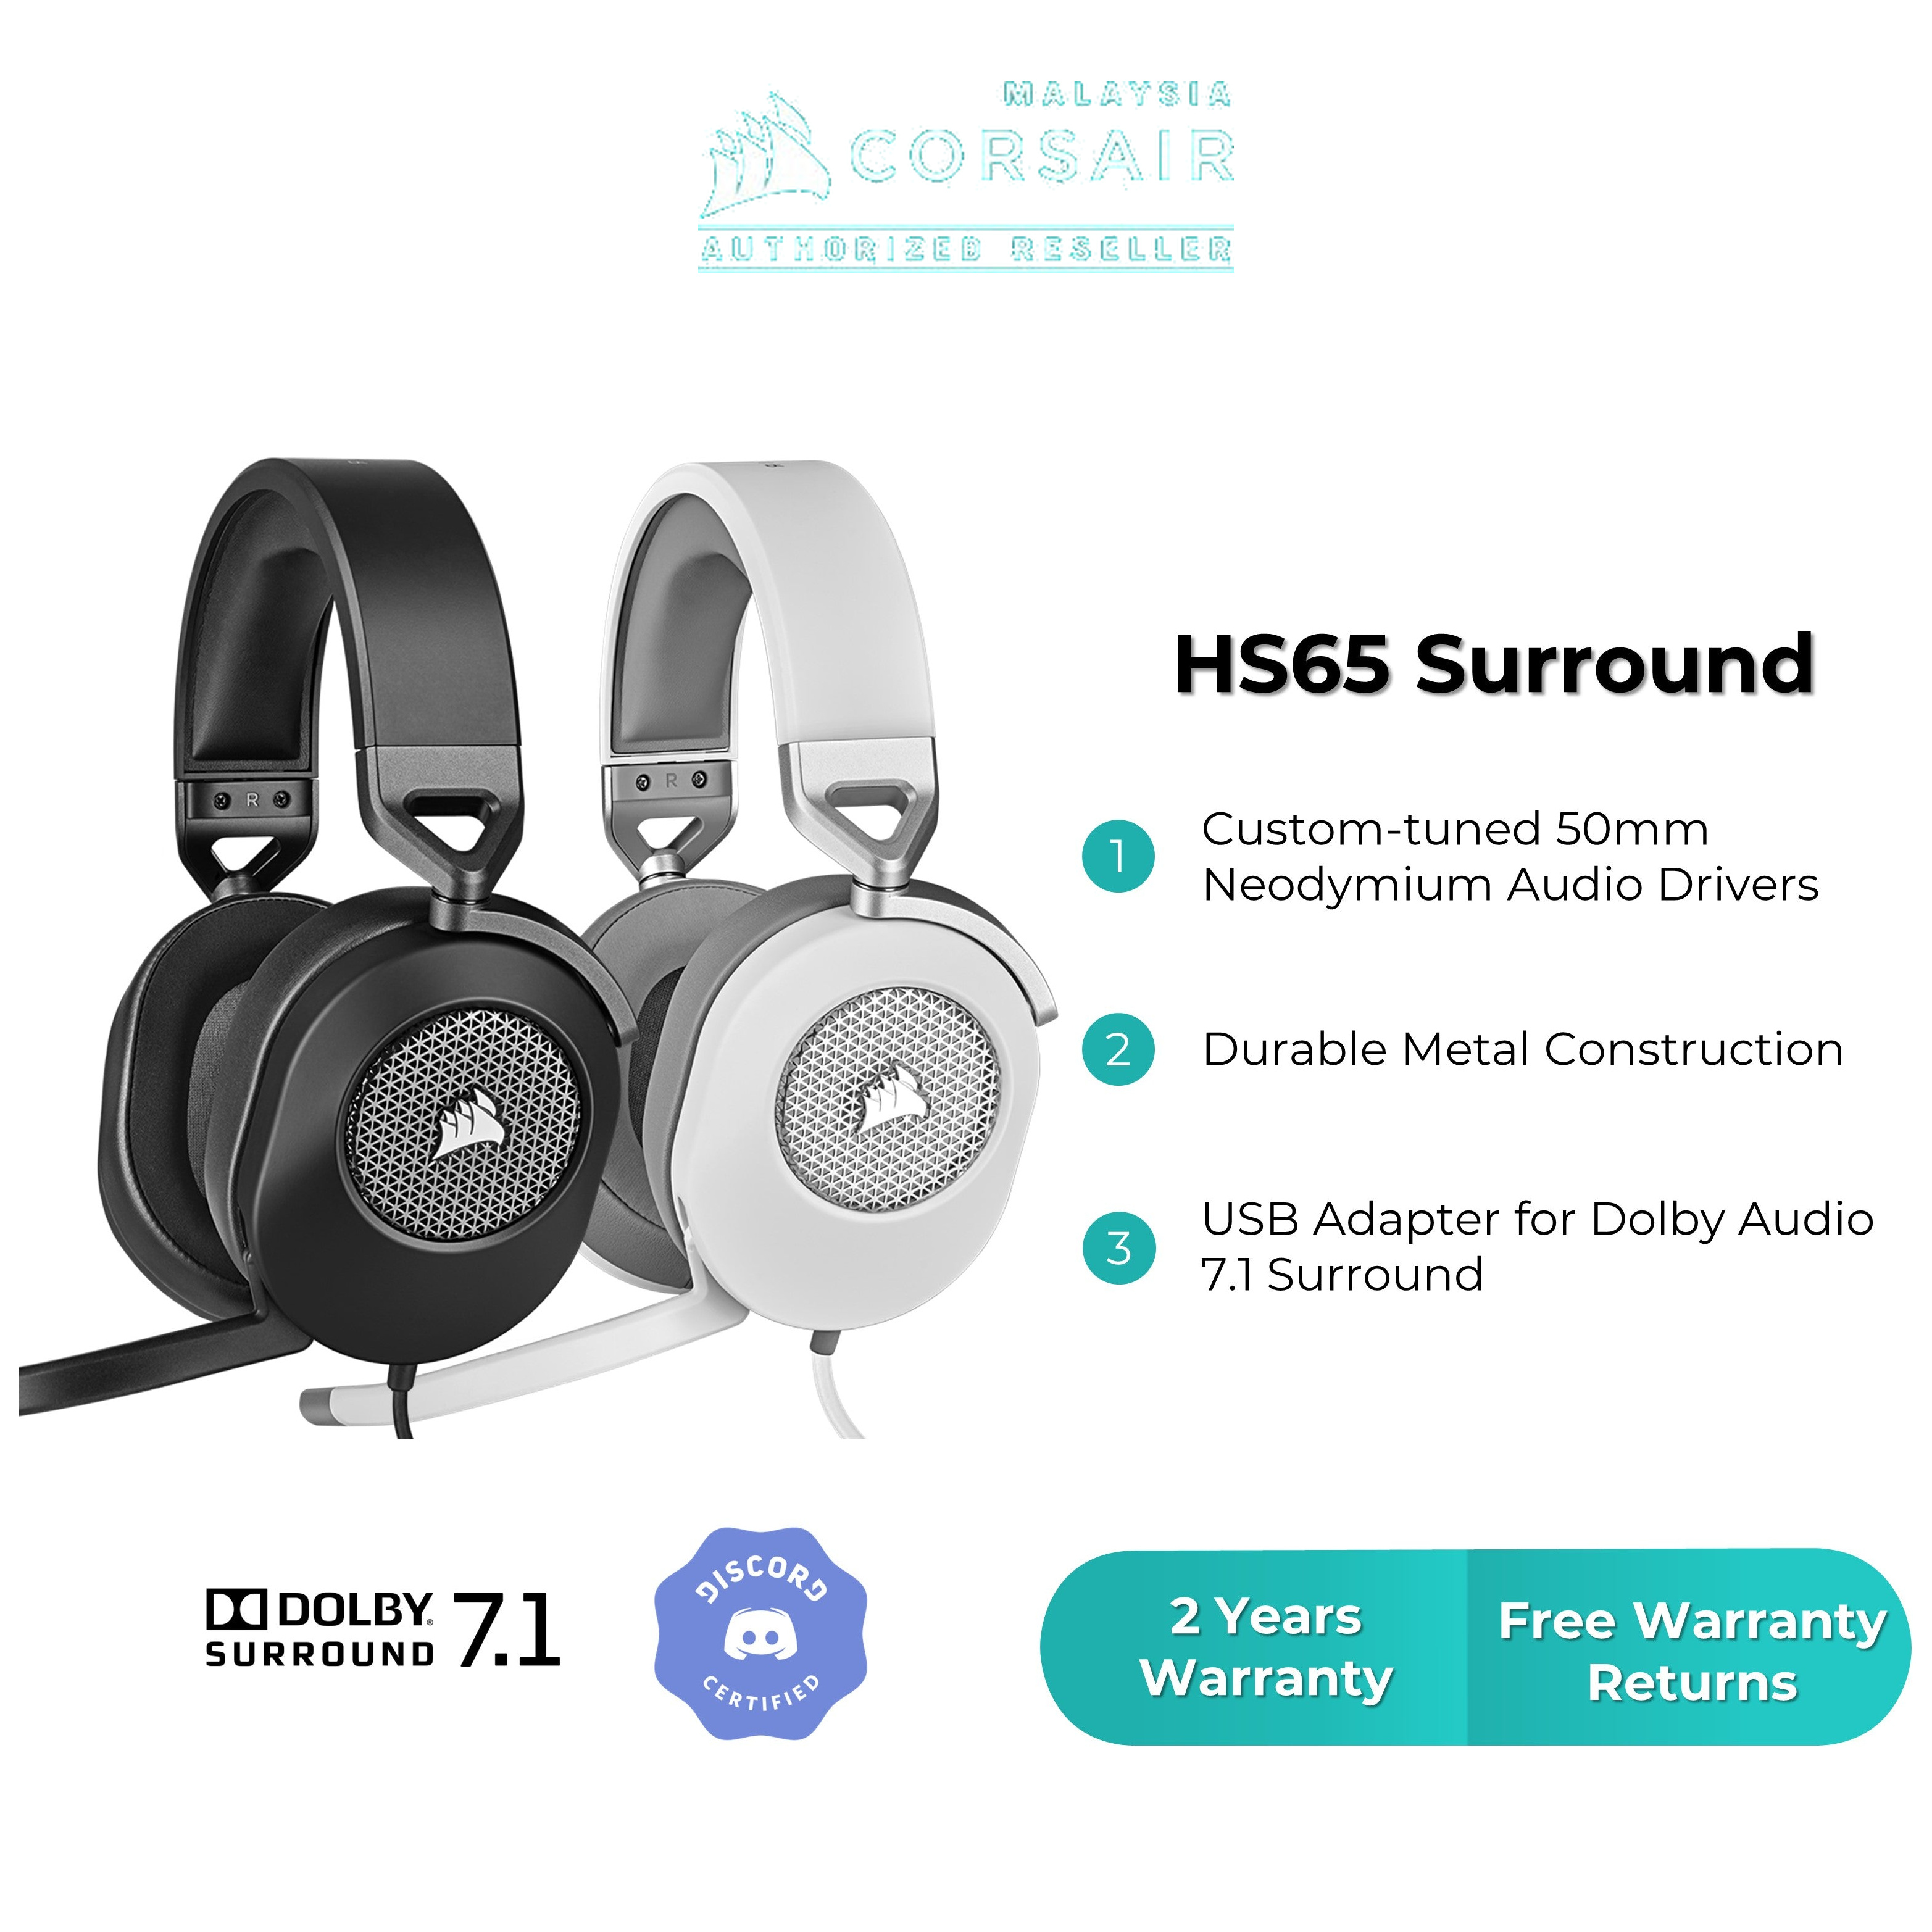 MALAYSIA
CORSAIR
AUTHORIZED RESELLER
HS65 Surround
1 Custom-tuned 50mm
Neodymium Audio Drivers
2 Durable Metal Construction
3 USB Adapter for Dolby Audio
7.1 Surround
R
R
DOLBY®
SURROUND 7.1
DISCORD
CERTIFIED
2 Years
Warranty
Free Warranty
Returns